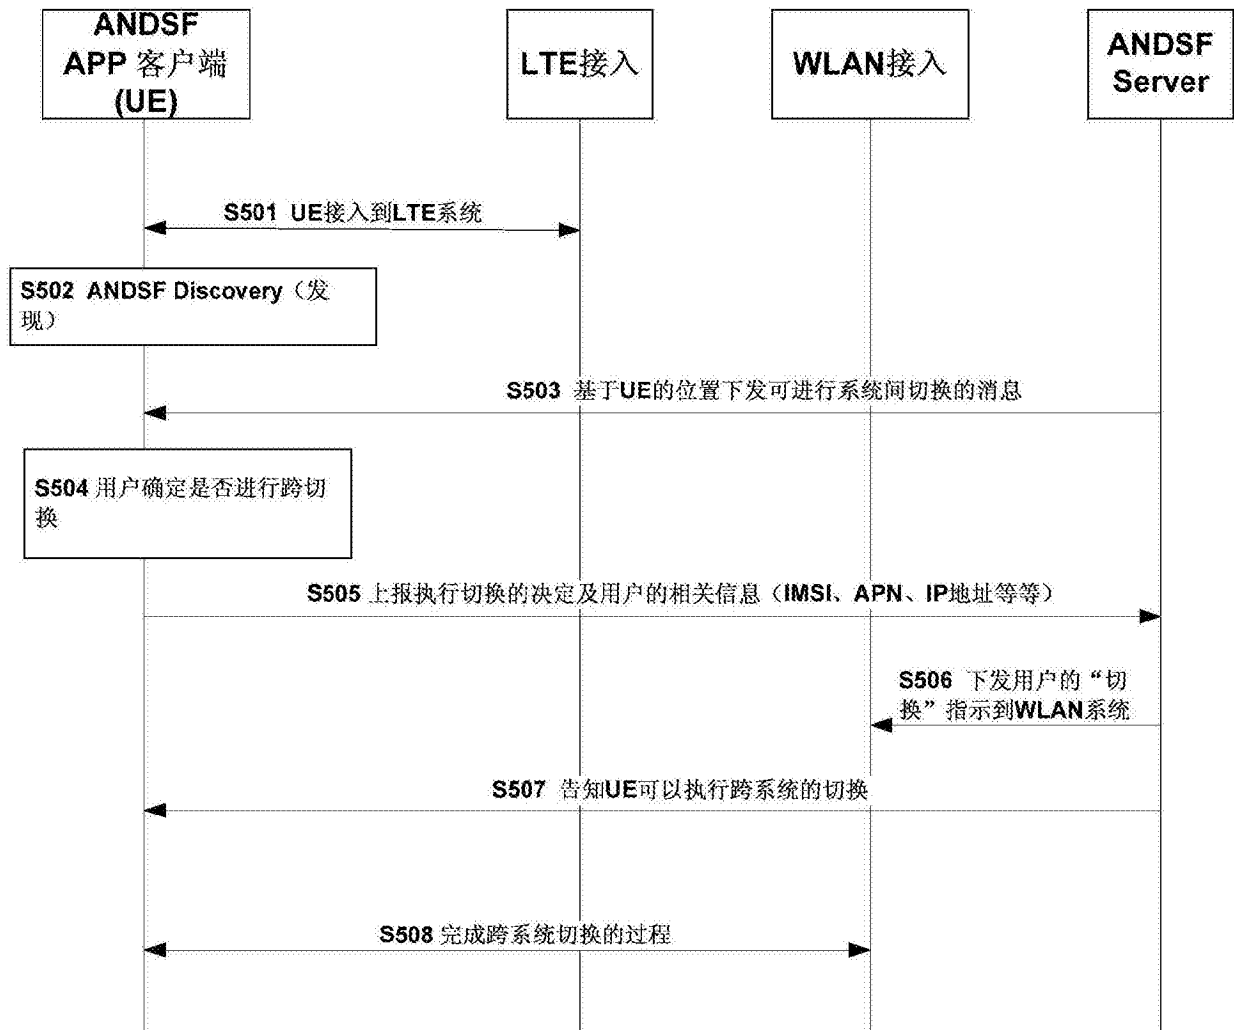 ANDSF
APP 客户端
(UE)
LTE接入
WLAN接入
ANDSF
Server
S501 UE接入到LTE系统
S502 ANDSF Discovery（发
现）
S503 基于UE的位置下发可进行系统间切换的消息
S504 用户确定是否进行跨切
换
S505 上报执行切换的决定及用户的相关信息（IMSI、APN、IP地址等等）
S506 下发用户的“切
换”指示到WLAN系统
S507 告知UE可以执行跨系统的切换
S508 完成跨系统切换的过程